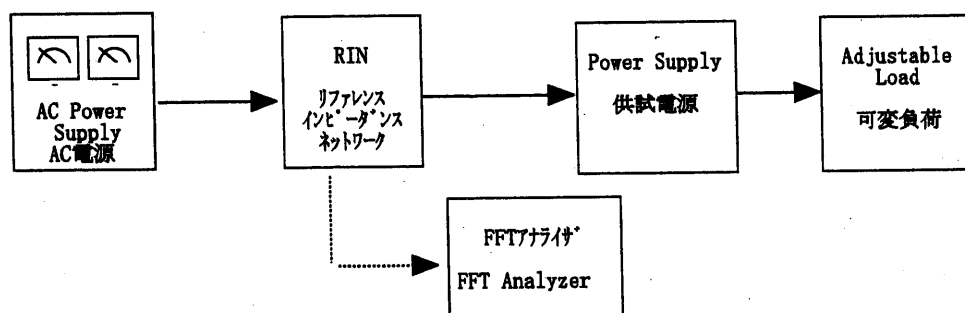 AC Power
Supply
AC電源
RIN
リファレンス
インピーダンス
ネットワーク
Power Supply
供試電源
Adjustable
Load
可変負荷
FFTアナライザ
FFT Analyzer